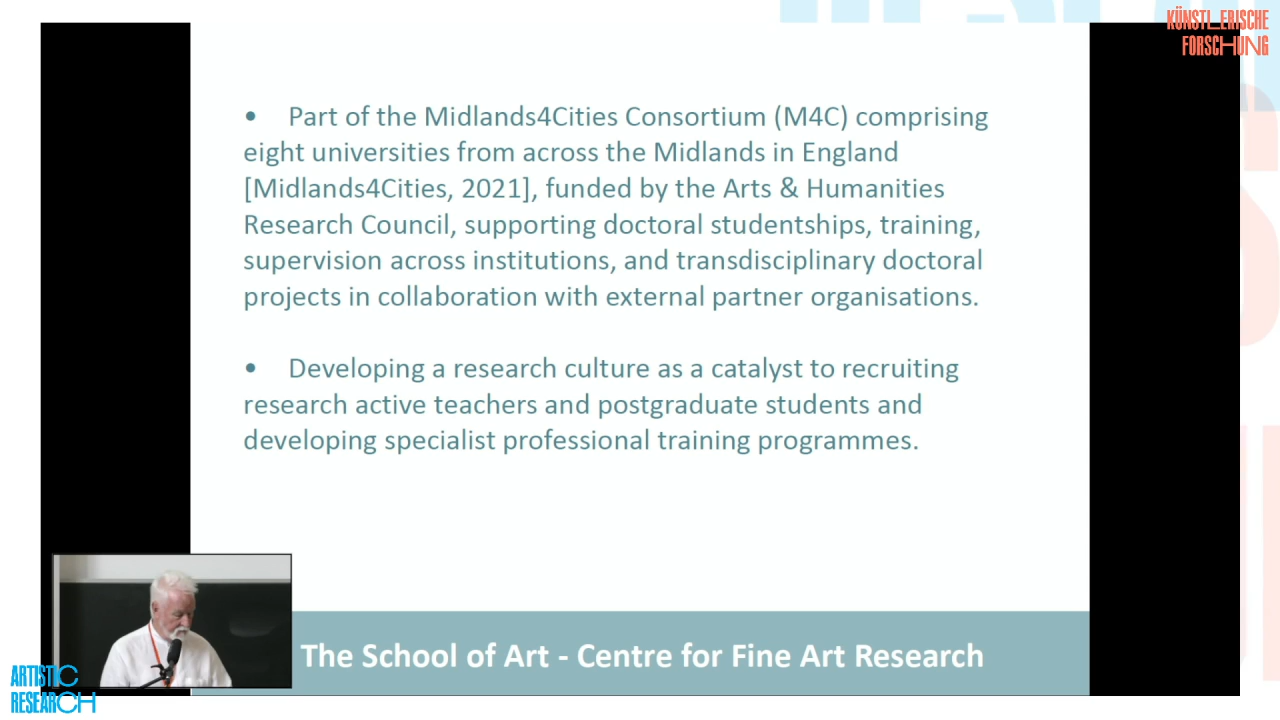 KÜNSTL_ERISCHE
FORSCHUNG
• Part of the Midlands4Cities Consortium (M4C) comprising
eight universities from across the Midlands in England
[Midlands4Cities, 2021], funded by the Arts & Humanities
Research Council, supporting doctoral studentships, training,
supervision across institutions, and transdisciplinary doctoral
projects in collaboration with external partner organisations.
• Developing a research culture as a catalyst to recruiting
research active teachers and postgraduate students and
developing specialist professional training programmes.
The School of Art - Centre for Fine Art Research
ARTISTIC
RESEARCH